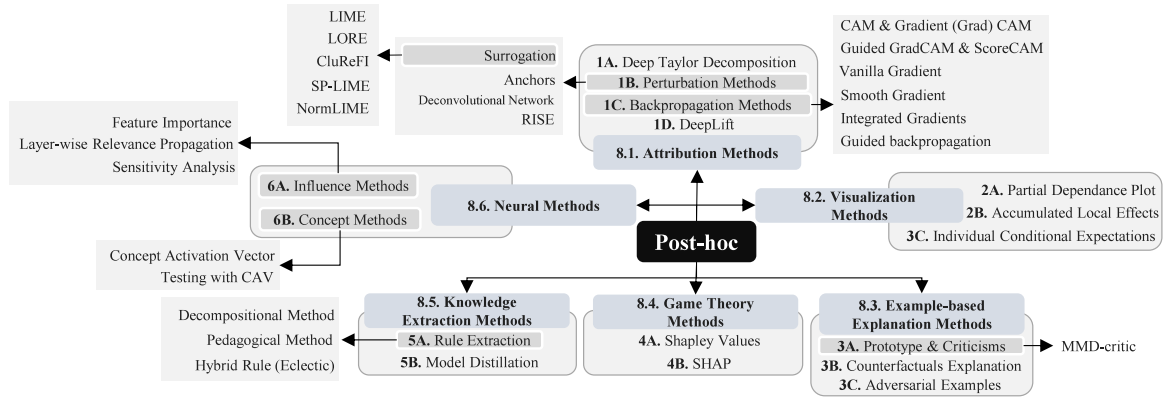 LIME
LORE
CluReFI
SP-LIME
NormLIME
Surrogation
Anchors
Deconvolutional Network
RISE
1A. Deep Taylor Decomposition
1B. Perturbation Methods
1C. Backpropagation Methods
1D. DeepLift
8.1. Attribution Methods
CAM & Gradient (Grad) CAM
Guided GradCAM & ScoreCAM
Vanilla Gradient
Smooth Gradient
Integrated Gradients
Guided backpropagation
Feature Importance
Layer-wise Relevance Propagation
Sensitivity Analysis
6A. Influence Methods
6B. Concept Methods
8.6. Neural Methods
8.2. Visualization
Methods
2A. Partial Dependance Plot
2B. Accumulated Local Effects
3C. Individual Conditional Expectations
Post-hoc
Concept Activation Vector
Testing with CAV
Decompositional Method
Pedagogical Method
Hybrid Rule (Eclectic)
8.5. Knowledge
Extraction Methods
5A. Rule Extraction
5B. Model Distillation
8.4. Game Theory
Methods
4A. Shapley Values
4B. SHAP
8.3. Example-based
Explanation Methods
3A. Prototype & Criticisms
3B. Counterfactuals Explanation
3C. Adversarial Examples
MMD-critic